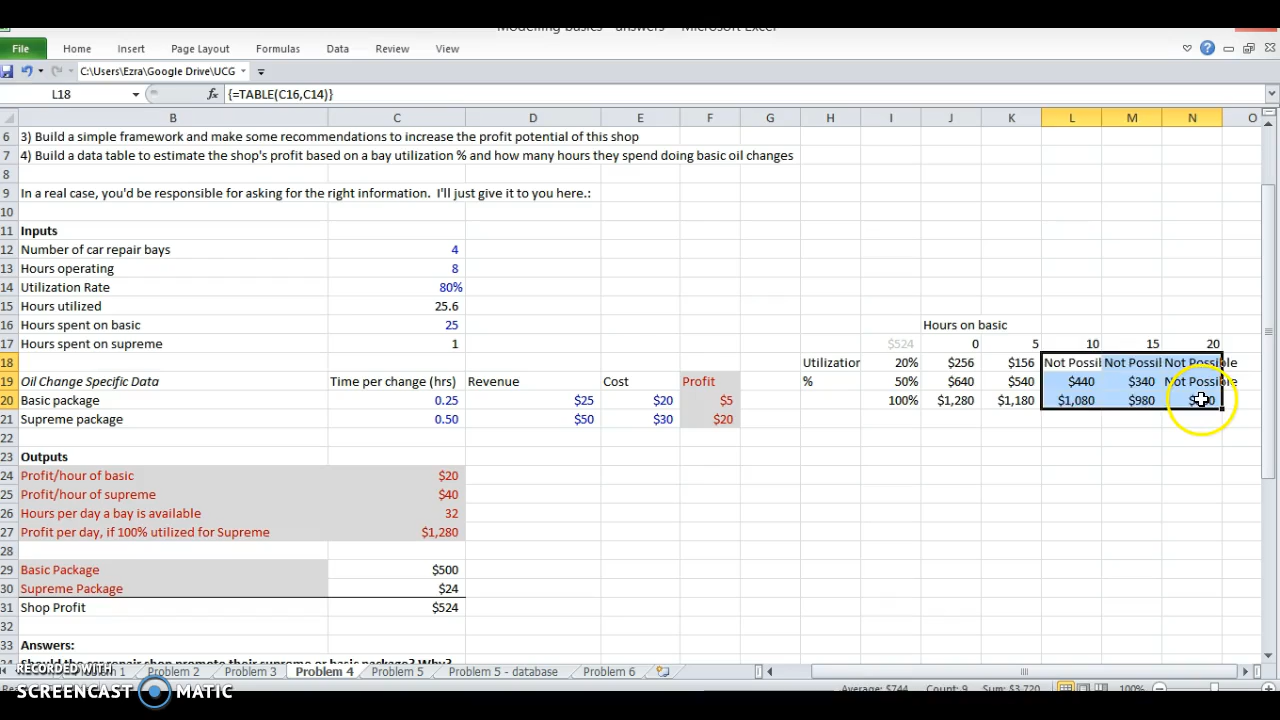 File Home Insert Page Layout Formulas Data Review View
C:\Users\Ezra\Google Drive\UCG
L18 fx {=TABLE(C16,C14)}
B C D E F G H I J K L M N O
6 3) Build a simple framework and make some recommendations to increase the profit potential of this shop
7 4) Build a data table to estimate the shop's profit based on a bay utilization % and how many hours they spend doing basic oil changes
8
9 In a real case, you'd be responsible for asking for the right information. I'll just give it to you here.:
10
11 Inputs
12 Number of car repair bays 4
13 Hours operating 8
14 Utilization Rate 80%
15 Hours utilized 25.6
16 Hours spent on basic 25 Hours on basic
17 Hours spent on supreme 1 $524 0 5 10 15 20
18 Utilization 20% $256 $156 Not Possil Not Possil Not Possible
19 Oil Change Specific Data Time per change (hrs) Revenue Cost Profit % 50% $640 $540 $440 $340 Not Possible
20 Basic package 0.25 $25 $20 $5 100% $1,280 $1,180 $1,080 $980
21 Supreme package 0.50 $50 $30 $20
22
23 Outputs
24 Profit/hour of basic $20
25 Profit/hour of supreme $40
26 Hours per day a bay is available 32
27 Profit per day, if 100% utilized for Supreme $1,280
28
29 Basic Package $500
30 Supreme Package $24
31 Shop Profit $524
32
33 Answers:
Problem 2 Problem 3 Problem 4 Problem 5 Problem 5 - database Problem 6
RECORDED WITH
SCREENCAST MATIC
Average: $744 Count: 9 Sum: $3,720 100%